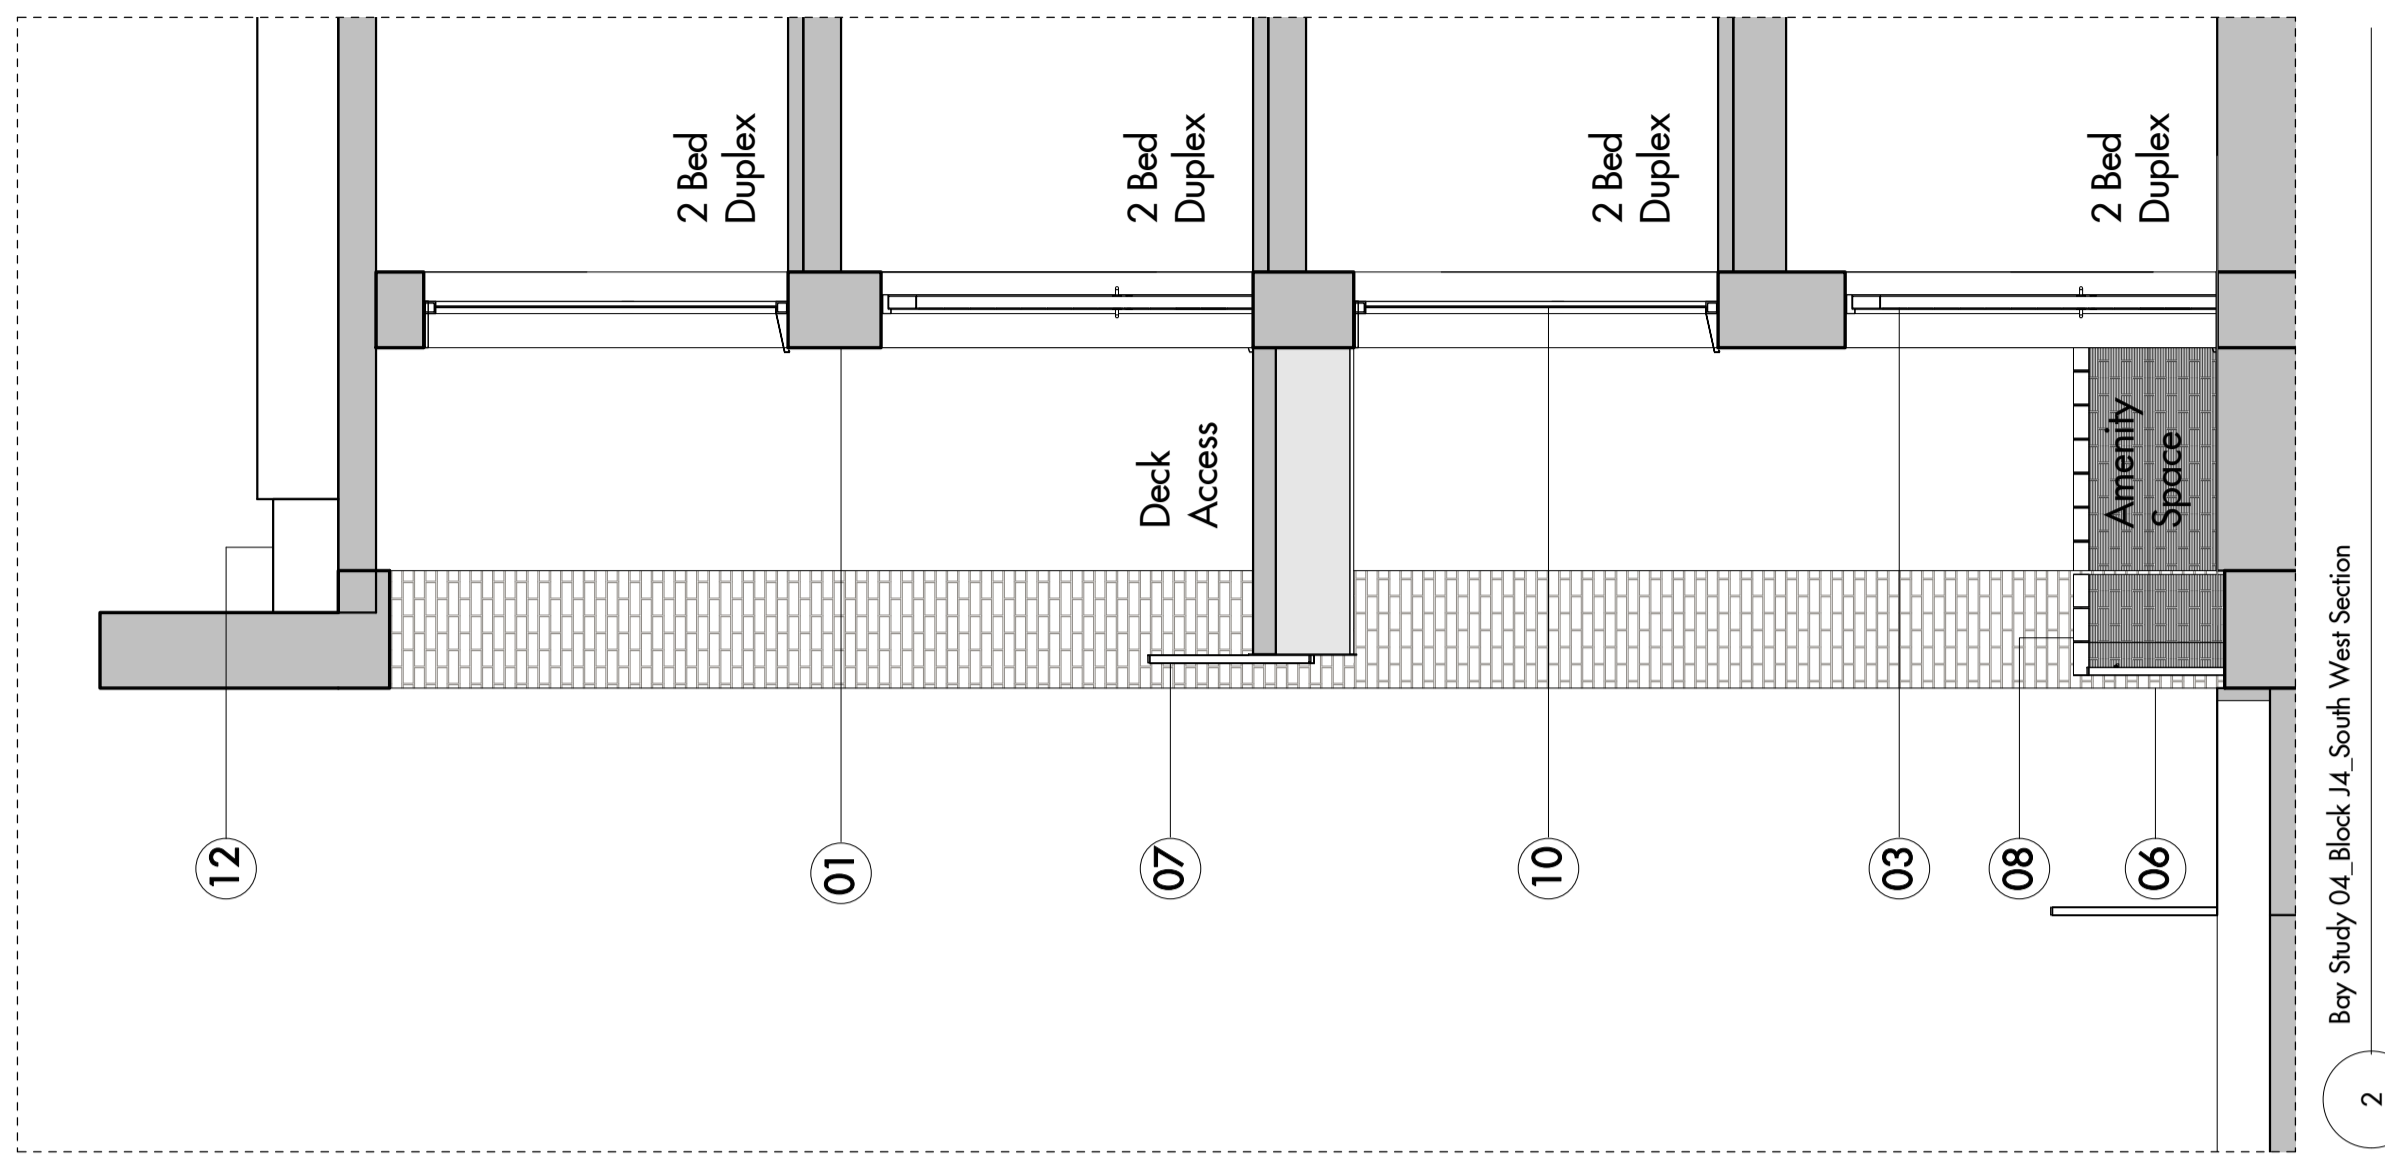 12
2 Bed
Duplex
01
2 Bed
Duplex
Deck
Access
07
2 Bed
Duplex
10
03
2 Bed
Duplex
Amenity
Space
08
06
Bay Study 04_Block J4_South West Section
2